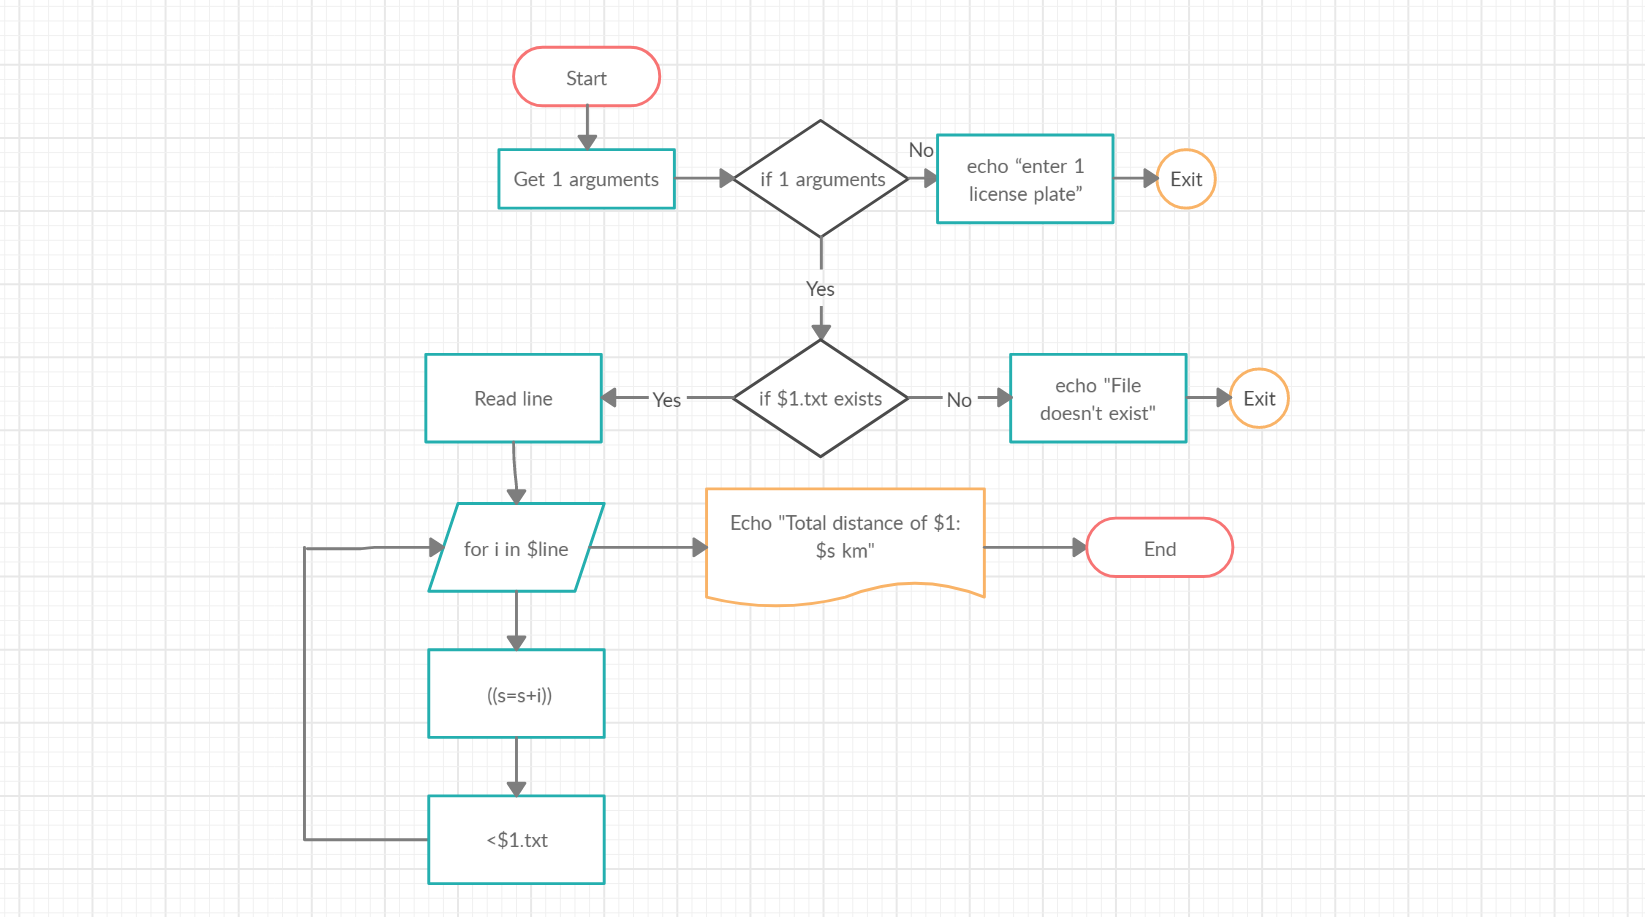 Start
Get 1 arguments
if 1 arguments
No
echo “enter 1
license plate”
Exit
Yes
if $1.txt exists
Yes
Read line
No
echo "File
doesn't exist"
Exit
for i in $line
Echo "Total distance of $1:
$s km"
End
((s=s+i))
<$1.txt